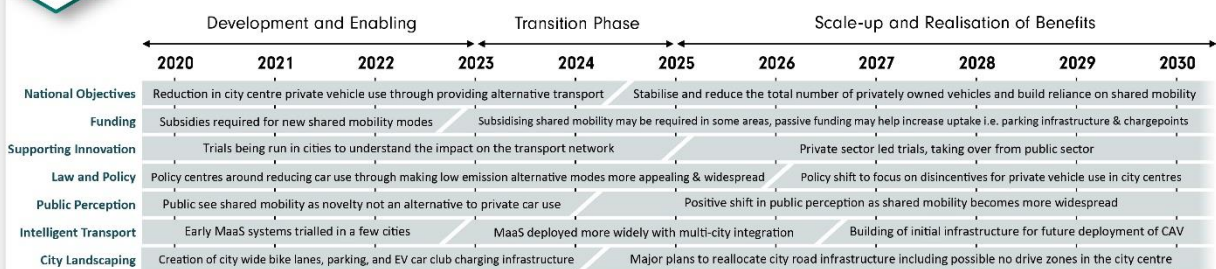 Development and Enabling Transition Phase Scale-up and Realisation of Benefits
2020 2021 2022 2023 2024 2025 2026 2027 2028 2029 2030
National Objectives Reduction in city centre private vehicle use through providing alternative transport Stabilise and reduce the total number of privately owned vehicles and build reliance on shared mobility
Funding Subsidies required for new shared mobility modes Subsidising shared mobility may be required in some areas, passive funding may help increase uptake i.e. parking infrastructure & chargepoints
Supporting Innovation Trials being run in cities to understand the impact on the transport network Private sector led trials, taking over from public sector
Law and Policy Policy centres around reducing car use through making low emission alternative modes more appealing & widespread Policy shift to focus on disincentives for private vehicle use in city centres
Public Perception Public see shared mobility as novelty not an alternative to private car use Positive shift in public perception as shared mobility becomes more widespread
Intelligent Transport Early MaaS systems trialled in a few cities MaaS deployed more widely with multi-city integration Building of initial infrastructure for future deployment of CAV
City Landscaping Creation of city wide bike lanes, parking, and EV car club charging infrastructure Major plans to reallocate city road infrastructure including possible no drive zones in the city centre